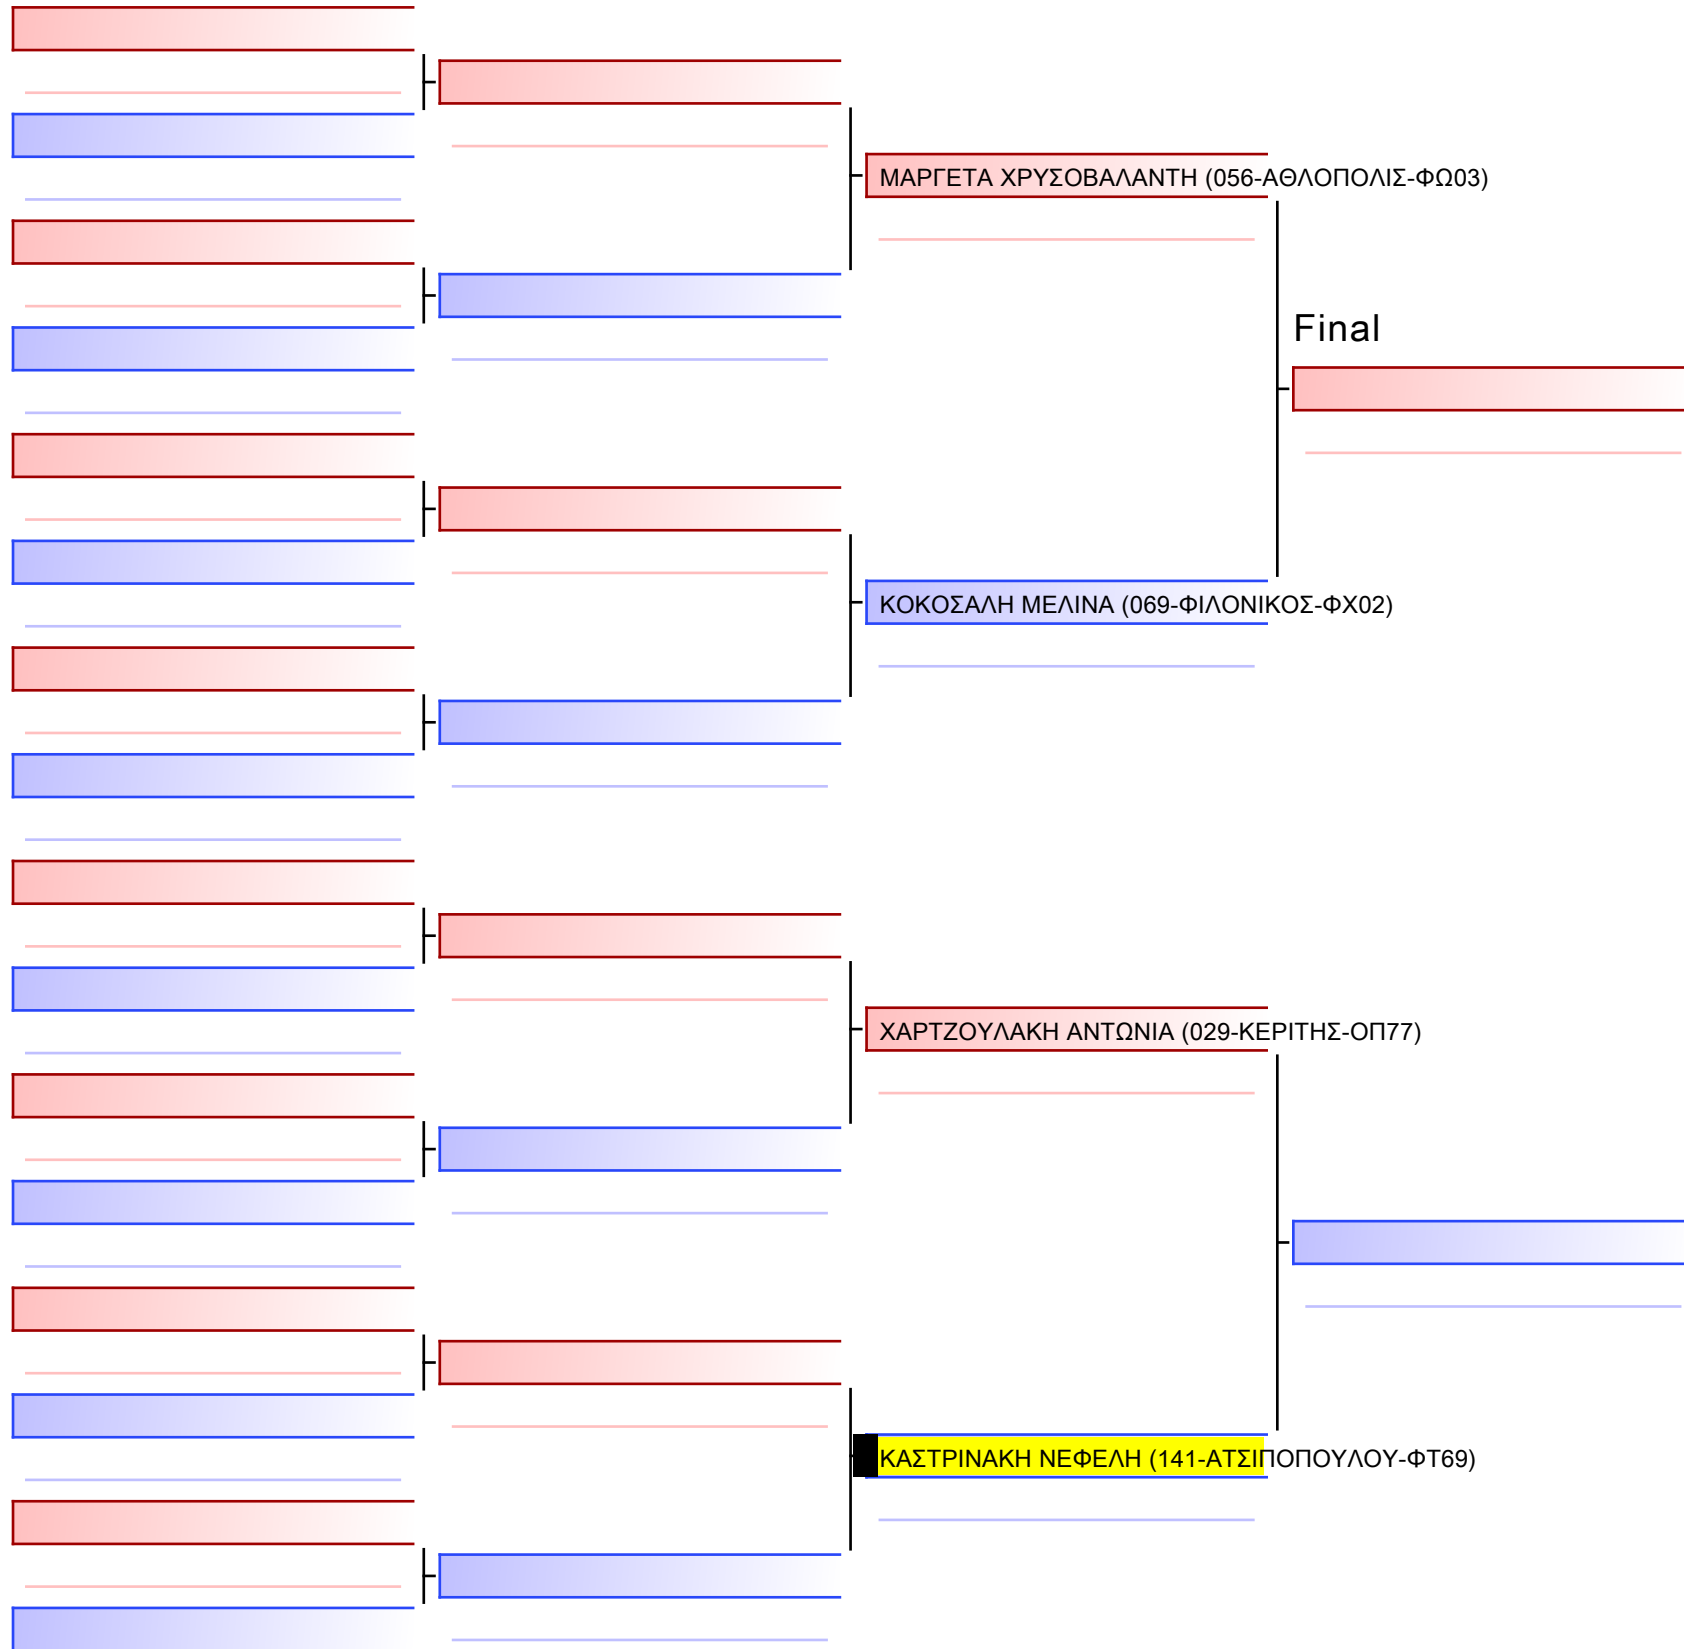 ΜΑΡΓΕΤΑ ΧΡΥΣΟΒΑΛΑΝΤΗ (056-ΑΘΛΟΠΟΛΙΣ-ΦΩ03)
Final
ΚΟΚΟΣΑΛΗ ΜΕΛΙΝΑ (069-ΦΙΛΟΝΙΚΟΣ-ΦΧ02)
ΧΑΡΤΖΟΥΛΑΚΗ ΑΝΤΩΝΙΑ (029-ΚΕΡΙΤΗΣ-ΟΠ77)
ΚΑΣΤΡΙΝΑΚΗ ΝΕΦΕΛΗ (141-ΑΤΣΙΠΟΠΟΥΛΟΥ-ΦΤ69)